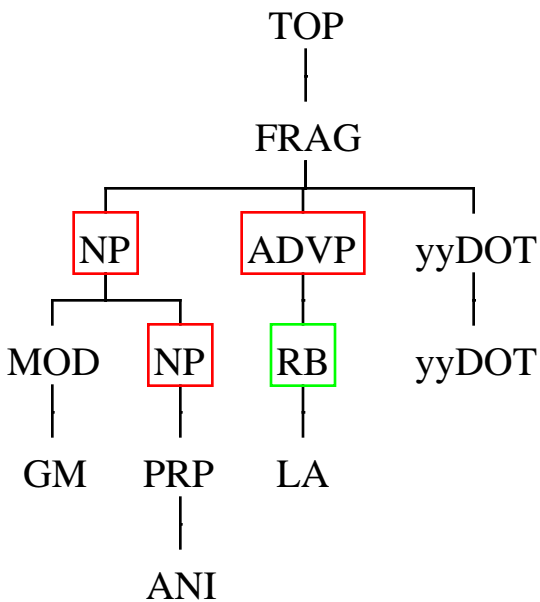 TOP
FRAG
NP ADVP yyDOT
MOD NP RB yyDOT
GM PRP LA
ANI